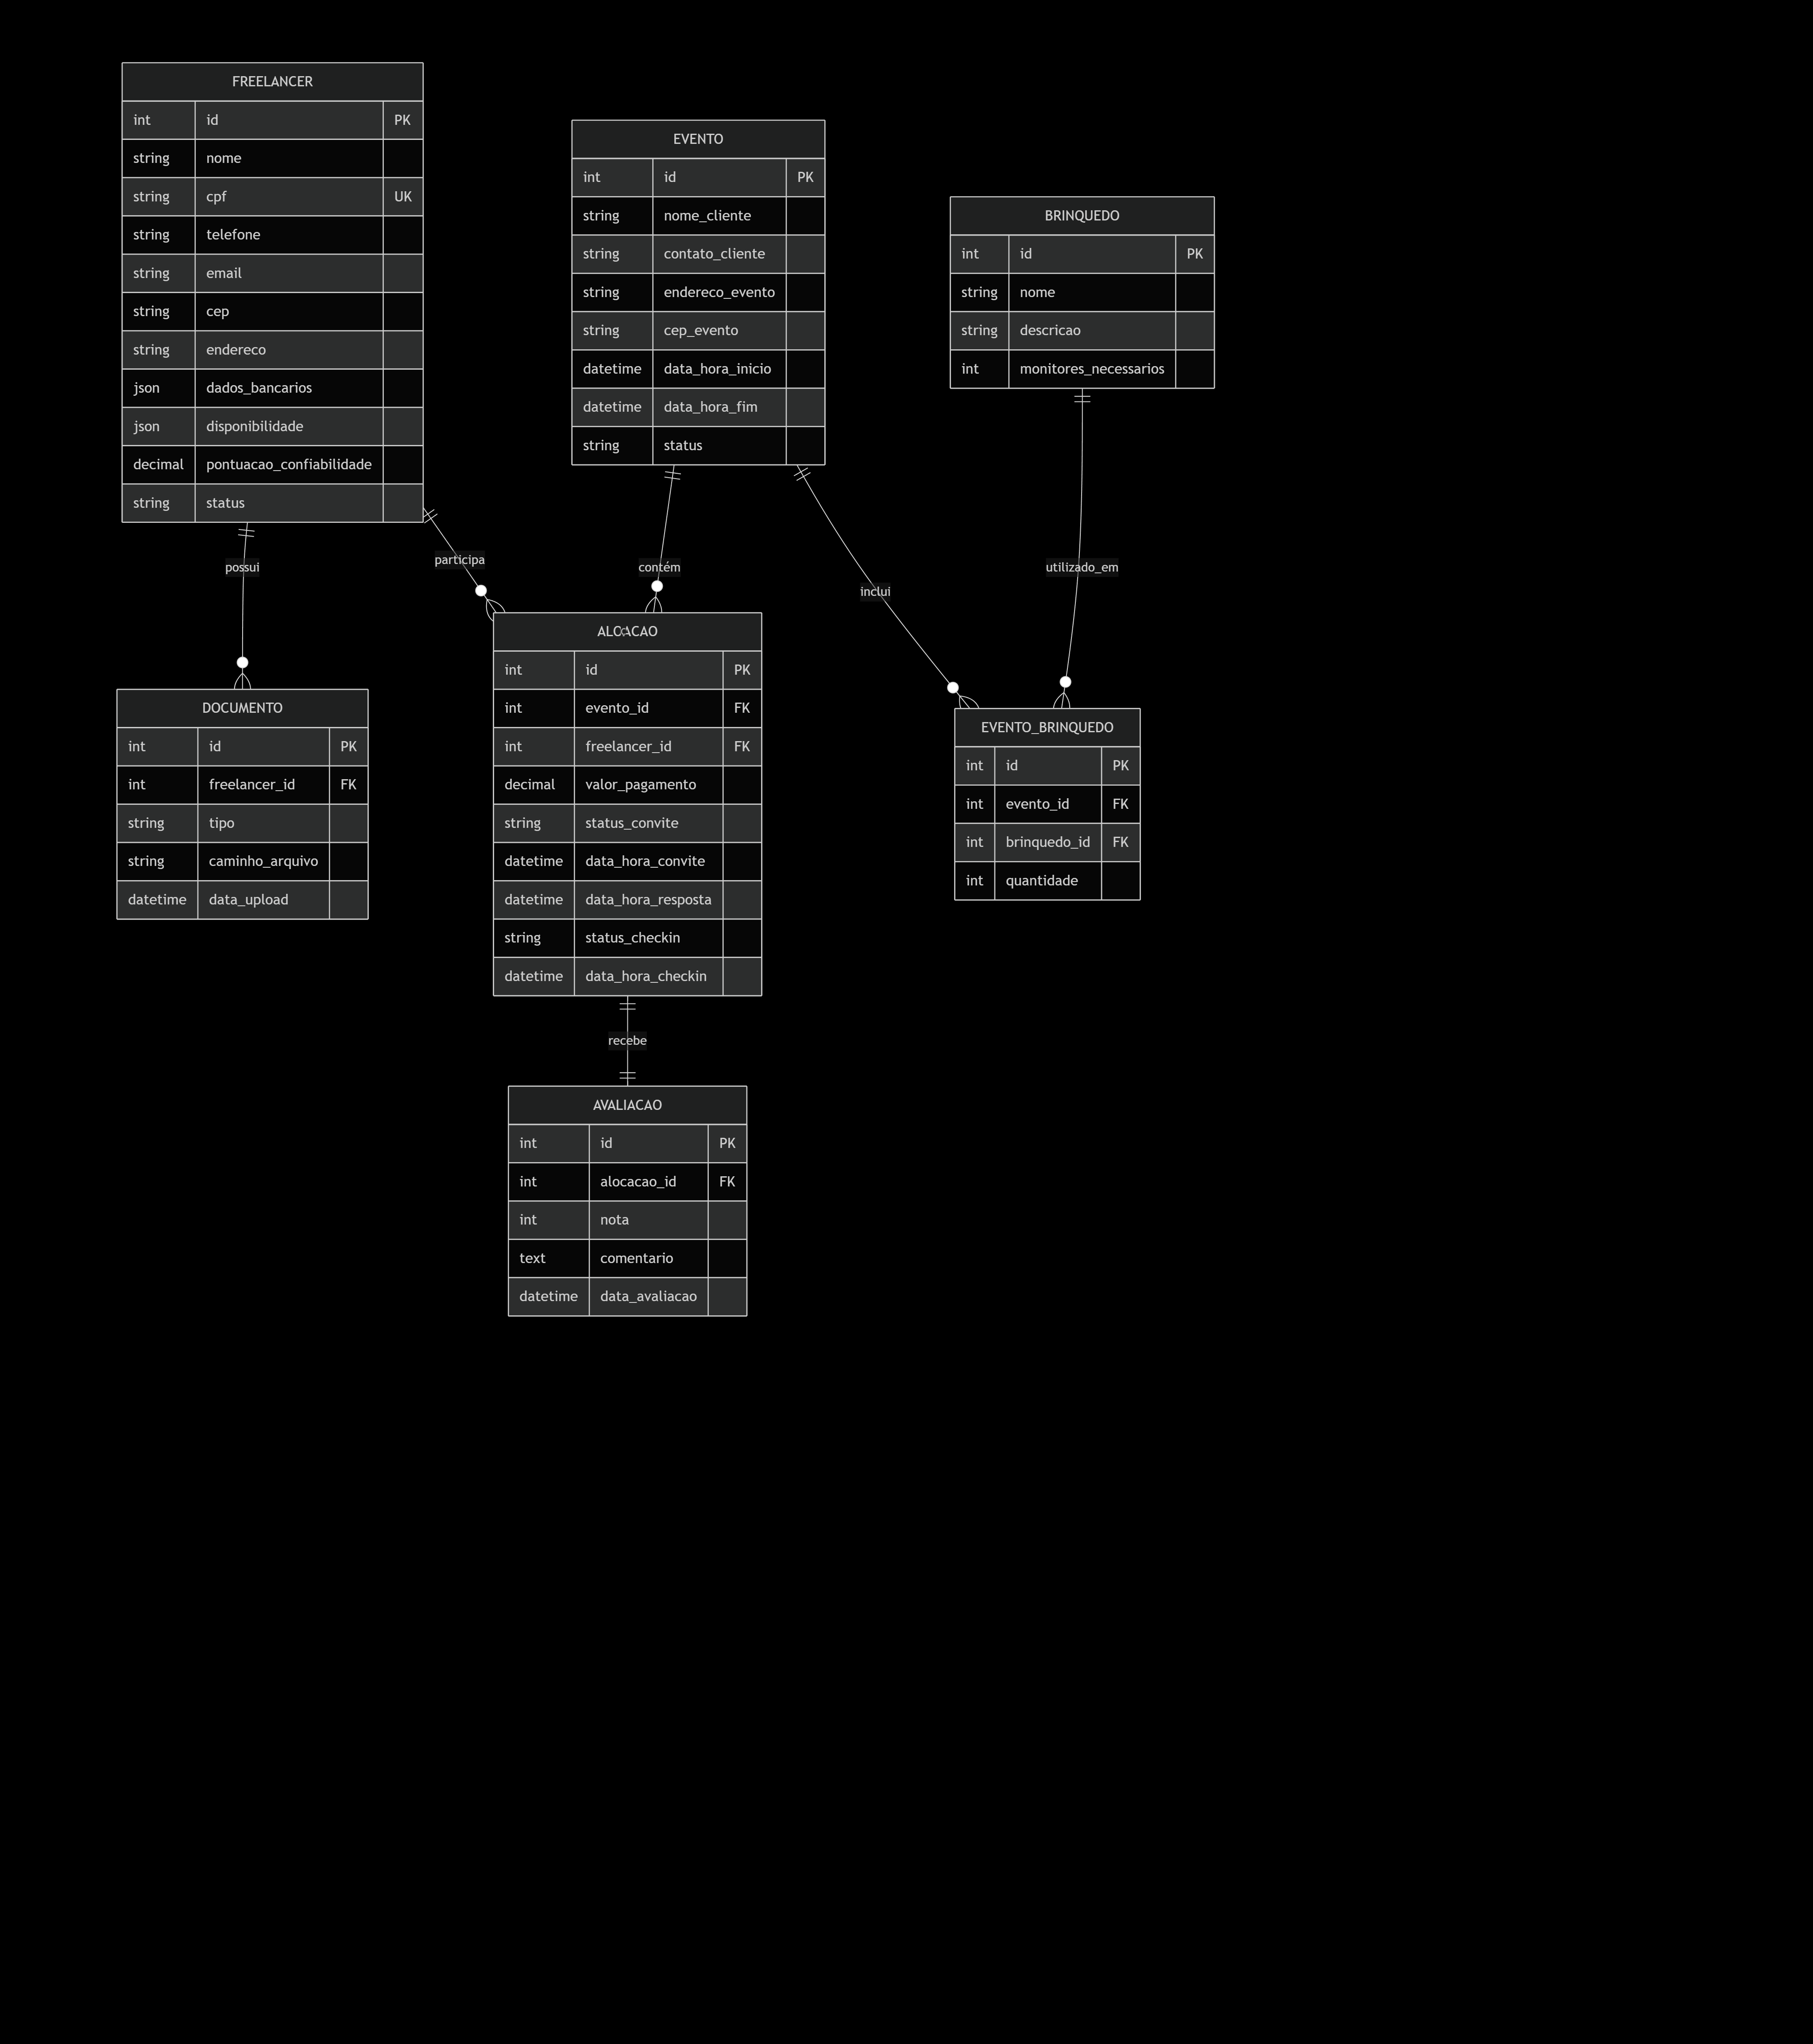 FREELANCER
int id PK
string nome
string cpf UK
string telefone
string email
string cep
string endereco
json dados_bancarios
json disponibilidade
decimal pontuacao_confiabilidade
string status
EVENTO
int id PK
string nome_cliente
string contato_cliente
string endereco_evento
string cep_evento
datetime data_hora_inicio
datetime data_hora_fim
string status
BRINQUEDO
int id PK
string nome
string descricao
int monitores_necessarios
possui
participa
contém
inclui
utilizado_em
DOCUMENTO
int id PK
int freelancer_id FK
string tipo
string caminho_arquivo
datetime data_upload
ALOCACAO
int id PK
int evento_id FK
int freelancer_id FK
decimal valor_pagamento
string status_convite
datetime data_hora_convite
datetime data_hora_resposta
string status_checkin
datetime data_hora_checkin
EVENTO_BRINQUEDO
int id PK
int evento_id FK
int brinquedo_id FK
int quantidade
recebe
AVALIACAO
int id PK
int alocacao_id FK
int nota
text comentario
datetime data_avaliacao